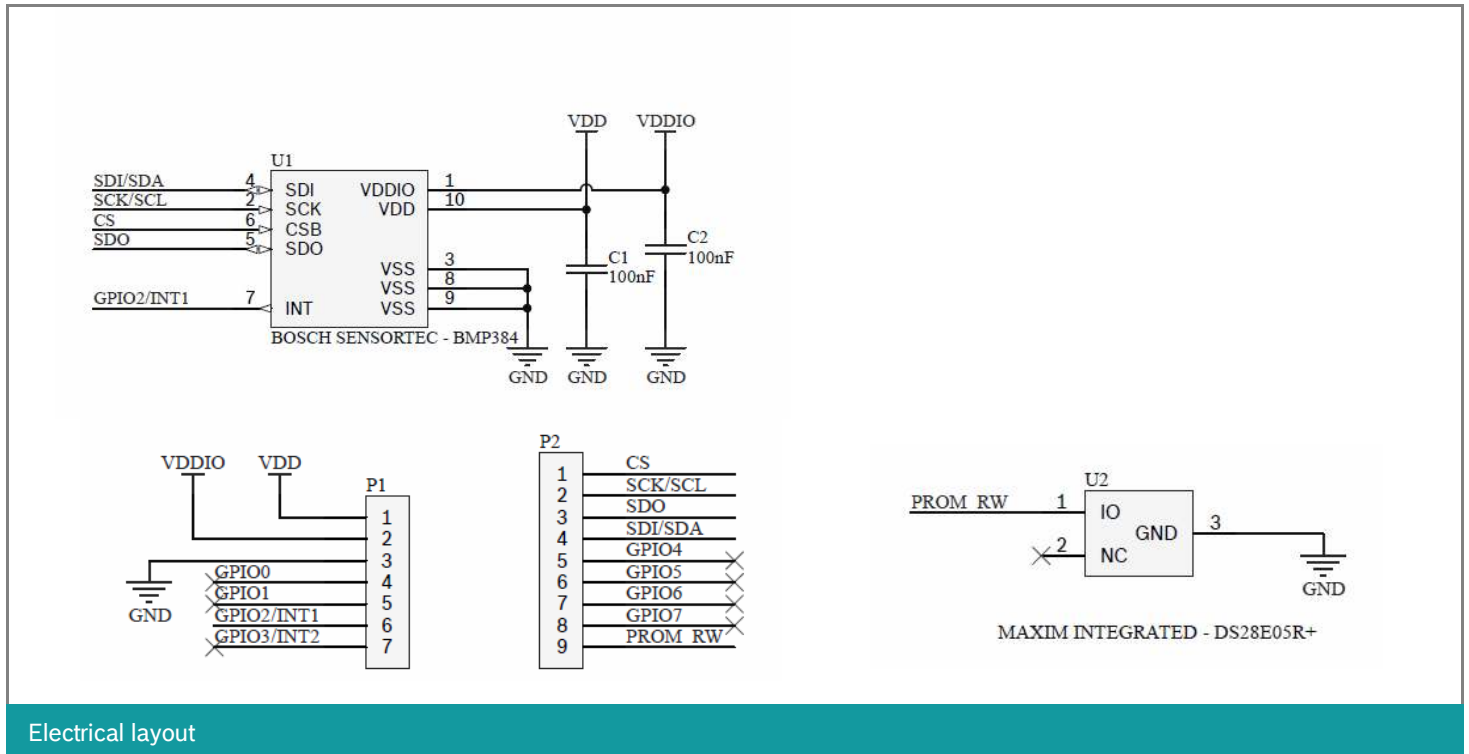 VDD VDDIO
U1
SDI/SDA 4 SDI VDDIO 1
SCK/SCL 2 SCK VDD 10
CS 6 CSB
SDO 5 SDO
C2
100nF
C1
100nF
VSS 3
VSS 8
GPIO2/INT1 7 INT VSS 9
BOSCH SENSORTEC - BMP384
GND GND GND
VDDIO VDD
P1
1
2
3
GPIO0 4
GPIO1 5
GPIO2/INT1 6
GPIO3/INT2 7
GND
P2
1 CS
2 SCK/SCL
3 SDO
4 SDI/SDA
5 GPIO4
6 GPIO5
7 GPIO6
8 GPIO7
9 PROM_RW
U2
PROM_RW 1 IO
GND 3
2 NC
GND
MAXIM INTEGRATED - DS28E05R+
Electrical layout